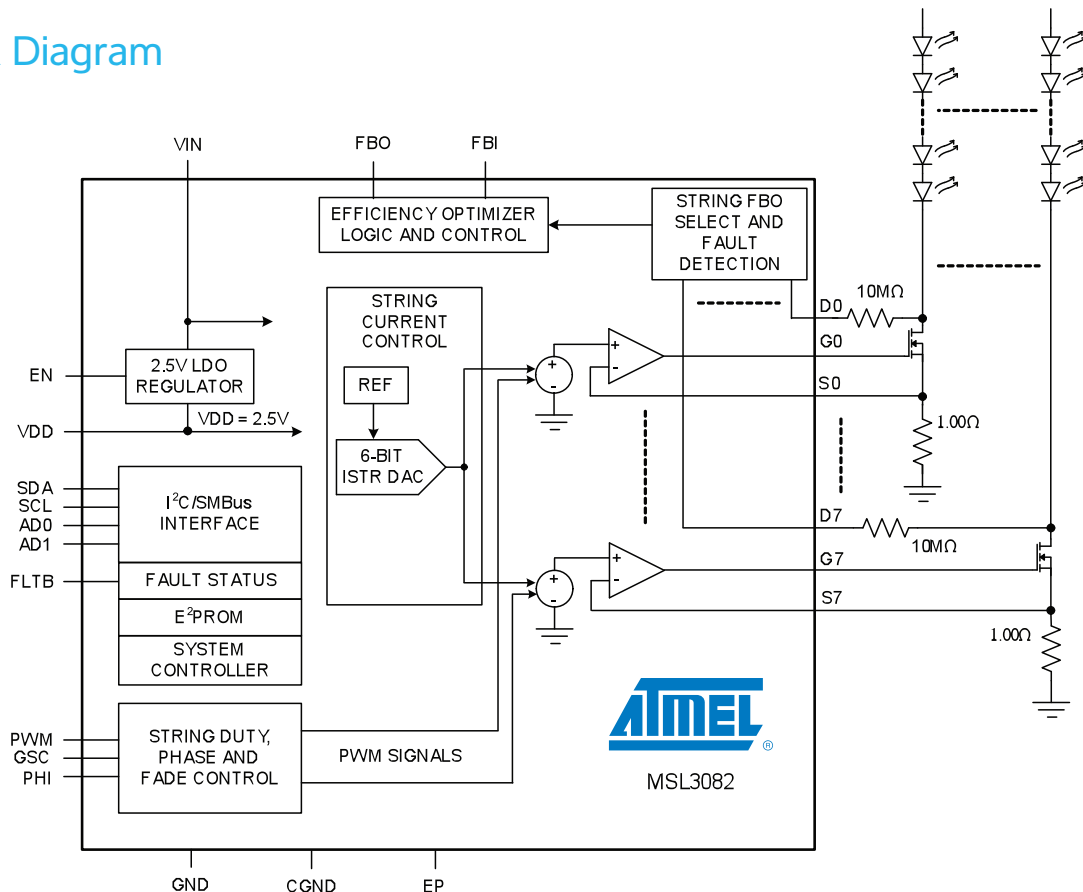 Diagram
VIN
FBO
FBI
EFFICIENCY OPTIMIZER
LOGIC AND CONTROL
STRING FBO
SELECT AND
FAULT
DETECTION
STRING
CURRENT
CONTROL
REF
6-BIT
ISTR DAC
2.5V LDO
REGULATOR
VDD = 2.5V
EN
VDD
SDA
SCL
AD0
AD1
FLTB
I²C/SMBus
INTERFACE
FAULT STATUS
E²PROM
SYSTEM
CONTROLLER
PWM
GSC
PHI
STRING DUTY,
PHASE AND
FADE CONTROL
PWM SIGNALS
+
-
+
-
+
-
+
-
D0
10MΩ
G0
S0
1.00Ω
D7
10MΩ
G7
S7
1.00Ω
ATMEL
®
MSL3082
GND
CGND
EP